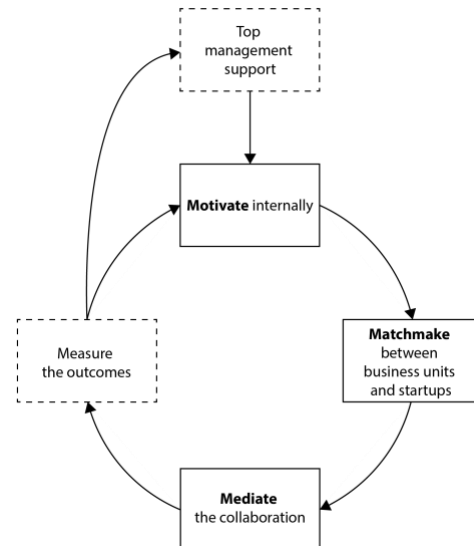 Top
management
support
Motivate internally
Matchmake
between
business units
and startups
Measure
the outcomes
Mediate
the collaboration